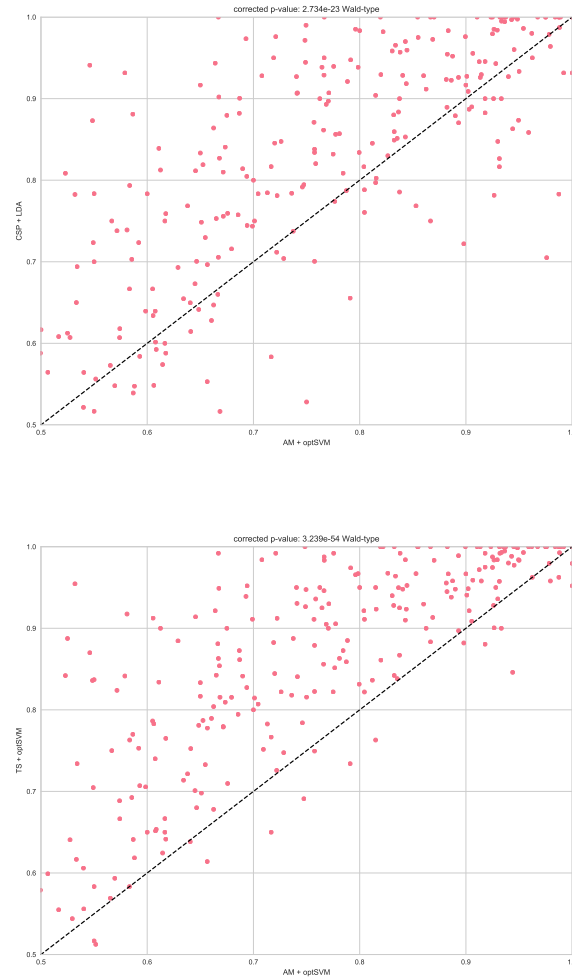 corrected p-value: 2.734e-23 Wald-type
1.0
0.9
0.8
0.7
0.6
0.5
CSP + LDA
0.5 0.6 0.7 0.8 0.9 1
AM + optSVM
corrected p-value: 3.239e-54 Wald-type
1.0
0.9
0.8
0.7
0.6
0.5
TS + optSVM
0.5 0.6 0.7 0.8 0.9 1
AM + optSVM